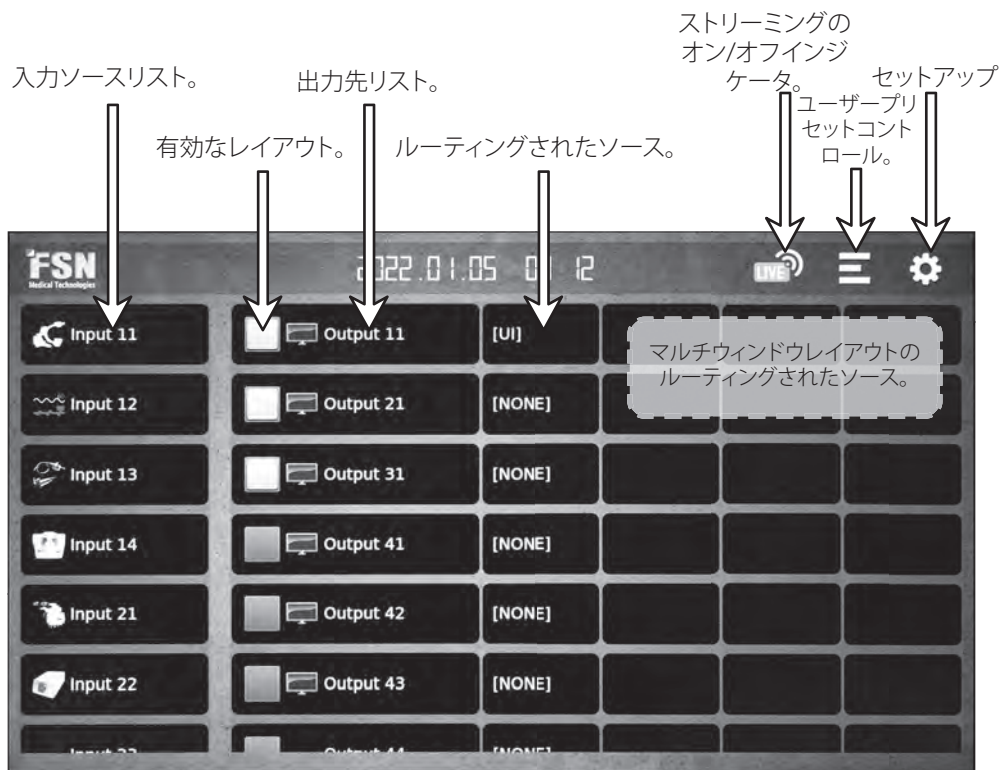 ストリーミングの
オン/オフインジ
ケータ。
セットアップ
入力ソースリスト。
出力先リスト。
ユーザープリ
セットコント
ロール。
有効なレイアウト。
ルーティングされたソース。
FSN
Medical Technologies
LIVE
Input 11
Output 11
[UI]
マルチウィンドウレイアウトの
ルーティングされたソース。
Input 12
Output 21
[NONE]
Input 13
Output 31
[NONE]
Input 14
Output 41
[NONE]
Input 21
Output 42
[NONE]
Input 22
Output 43
[NONE]